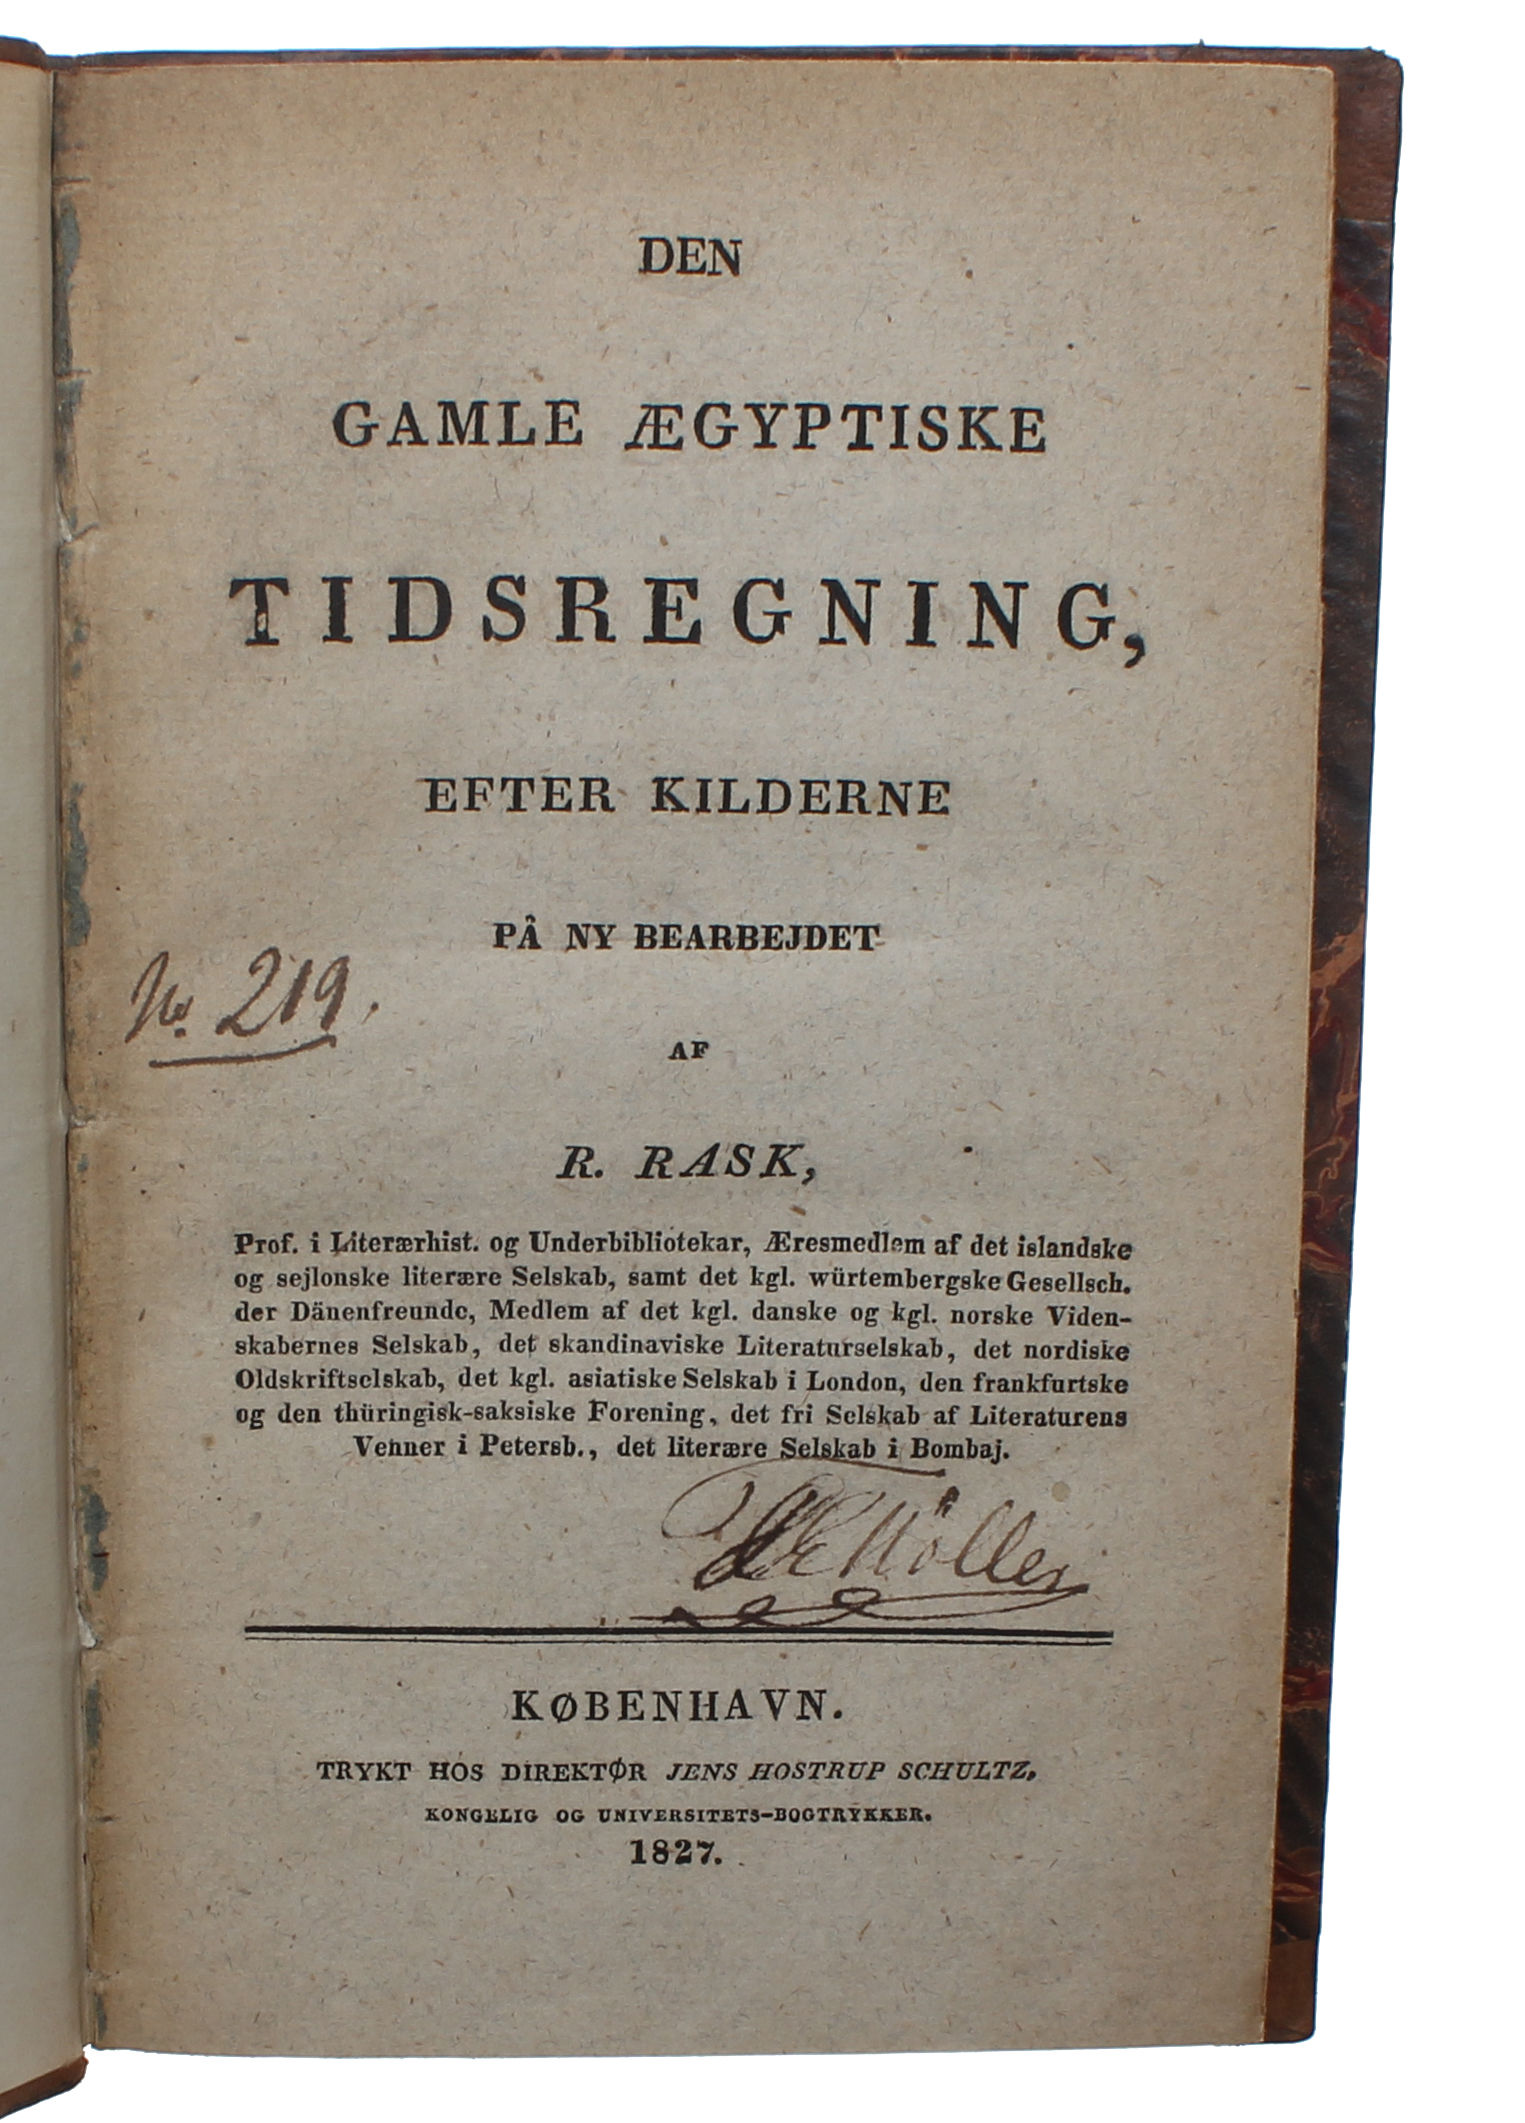 DEN
GAMLE ÆGYPTISKE
TIDSREGNING,
EFTER KILDERNE
PÅ NY BEARBEJDET
No. 219.
AF
R. RASK,
Prof. i Literærhist. og Underbibliotekar, Æresmedlem af det islandske
og sejlonske literære Selskab, samt det kgl. würtembergske Gesellsch.
der Dänenfreunde, Medlem af det kgl. danske og kgl. norske Viden-
skabernes Selskab, det skandinaviske Literaturselskab, det nordiske
Oldskriftselskab, det kgl. asiatiske Selskab i London, den frankfurtske
og den thüringisk-saksiske Forening, det fri Selskab af Literaturens
Venner i Petersb., det literære Selskab i Bombaj.
Möller
KØBENHAVN.
TRYKT HOS DIREKTØR JENS HOSTRUP SCHULTZ,
KONGELIG OG UNIVERSITETS-BOGTRYKKER.
1827.